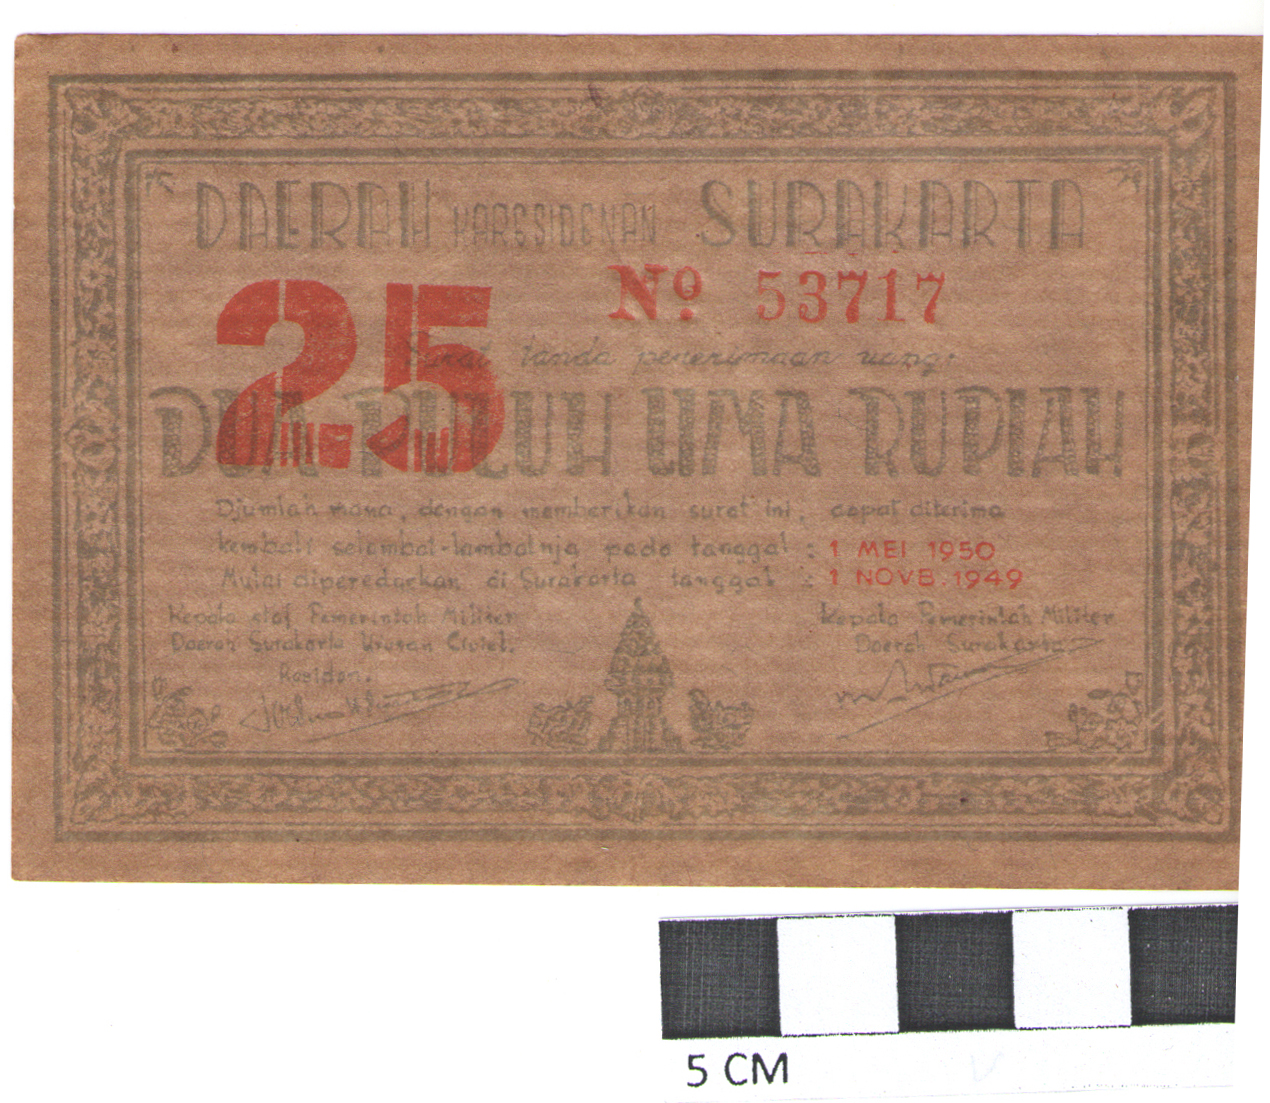 DAERAH KARESIDENAN SURAKARTA
25
No. 53717
Surat tanda penerimaan uang:
DUA PULUH LIMA RUPIAH
Djumlah mana, dengan memberikan surat ini, dapat diterima
kembali selambat-lambatnja pada tanggal : 1 MEI 1950
Mulai diperedarkan di Surakarta tanggal : 1 NOVB. 1949
Kepala staf Pemerintah Militer
Daerah Surakarta Urusan Civiel.
Residen.
Kepala Pemerintah Militer
Daerah Surakarta
5 CM